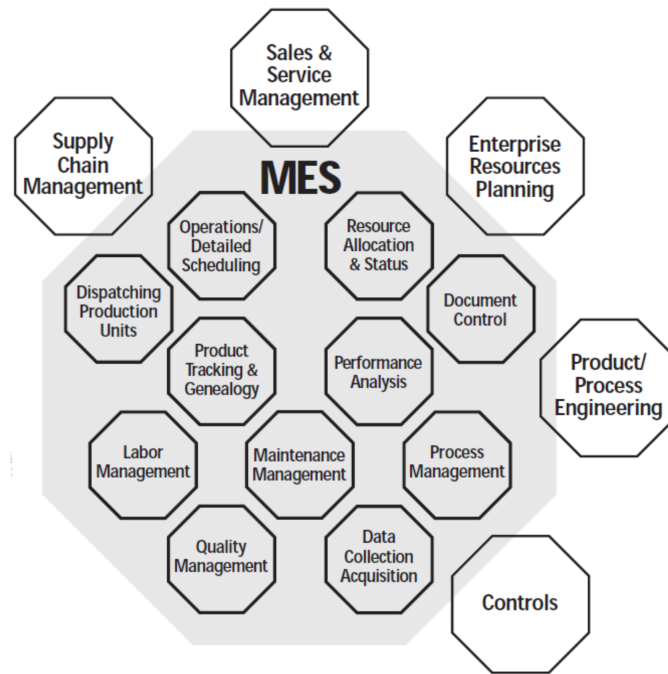 Sales &
Service
Management
Supply
Chain
Management
Enterprise
Resources
Planning
MES
Operations/
Detailed
Scheduling
Resource
Allocation
& Status
Dispatching
Production
Units
Document
Control
Product
Tracking &
Genealogy
Performance
Analysis
Product/
Process
Engineering
Labor
Management
Maintenance
Management
Process
Management
Quality
Management
Data
Collection
Acquisition
Controls